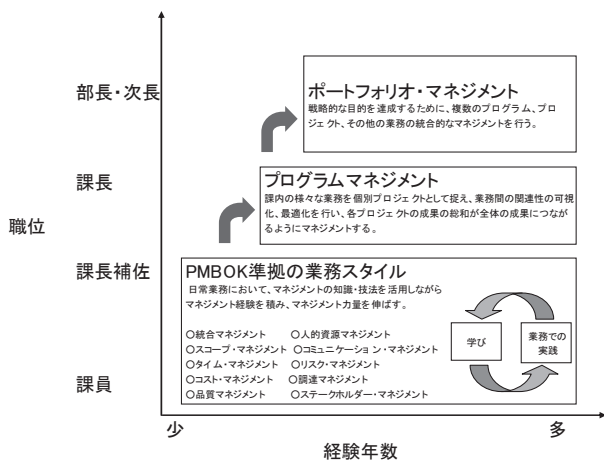 部長・次長
ポートフォリオ・マネジメント
戦略的な目的を達成するために、複数のプログラム、プロ
ジェクト、その他の業務の統合的なマネジメントを行う。
課長
プログラムマネジメント
課内の様々な業務を個別プロジェクトとして捉え、業務間の関連性の可視
化、最適化を行い、各プロジェクトの成果の総和が全体の成果につなが
るようにマネジメントする。
職位
課長補佐
PMBOK準拠の業務スタイル
日常業務において、マネジメントの知識・技法を活用しながら
マネジメント経験を積み、マネジメント力量を伸ばす。
○統合マネジメント ○人的資源マネジメント
○スコープ・マネジメント ○コミュニケーション・マネジメント
○タイム・マネジメント ○リスク・マネジメント
○コスト・マネジメント ○調達マネジメント
○品質マネジメント ○ステークホルダー・マネジメント
学び
業務での
実践
課員
少
多
経験年数